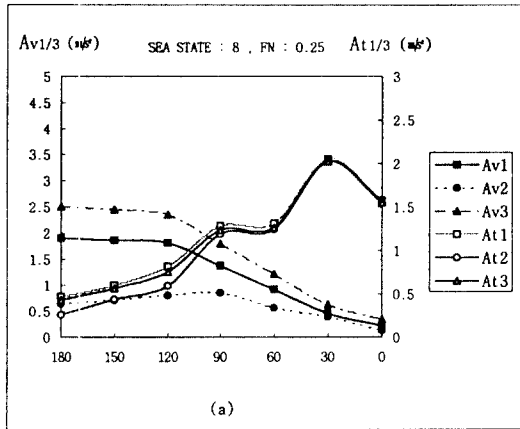 Av1/3 (m/s²) SEA STATE : 8 , FN : 0.25 At1/3 (m/s²)
5 3
4.5
4 2.5
3.5
3 2
2.5 1.5
2
1.5 1
1
0.5 0.5
0 0
180 150 120 90 60 30 0
Av1
Av2
Av3
At1
At2
At3
(a)